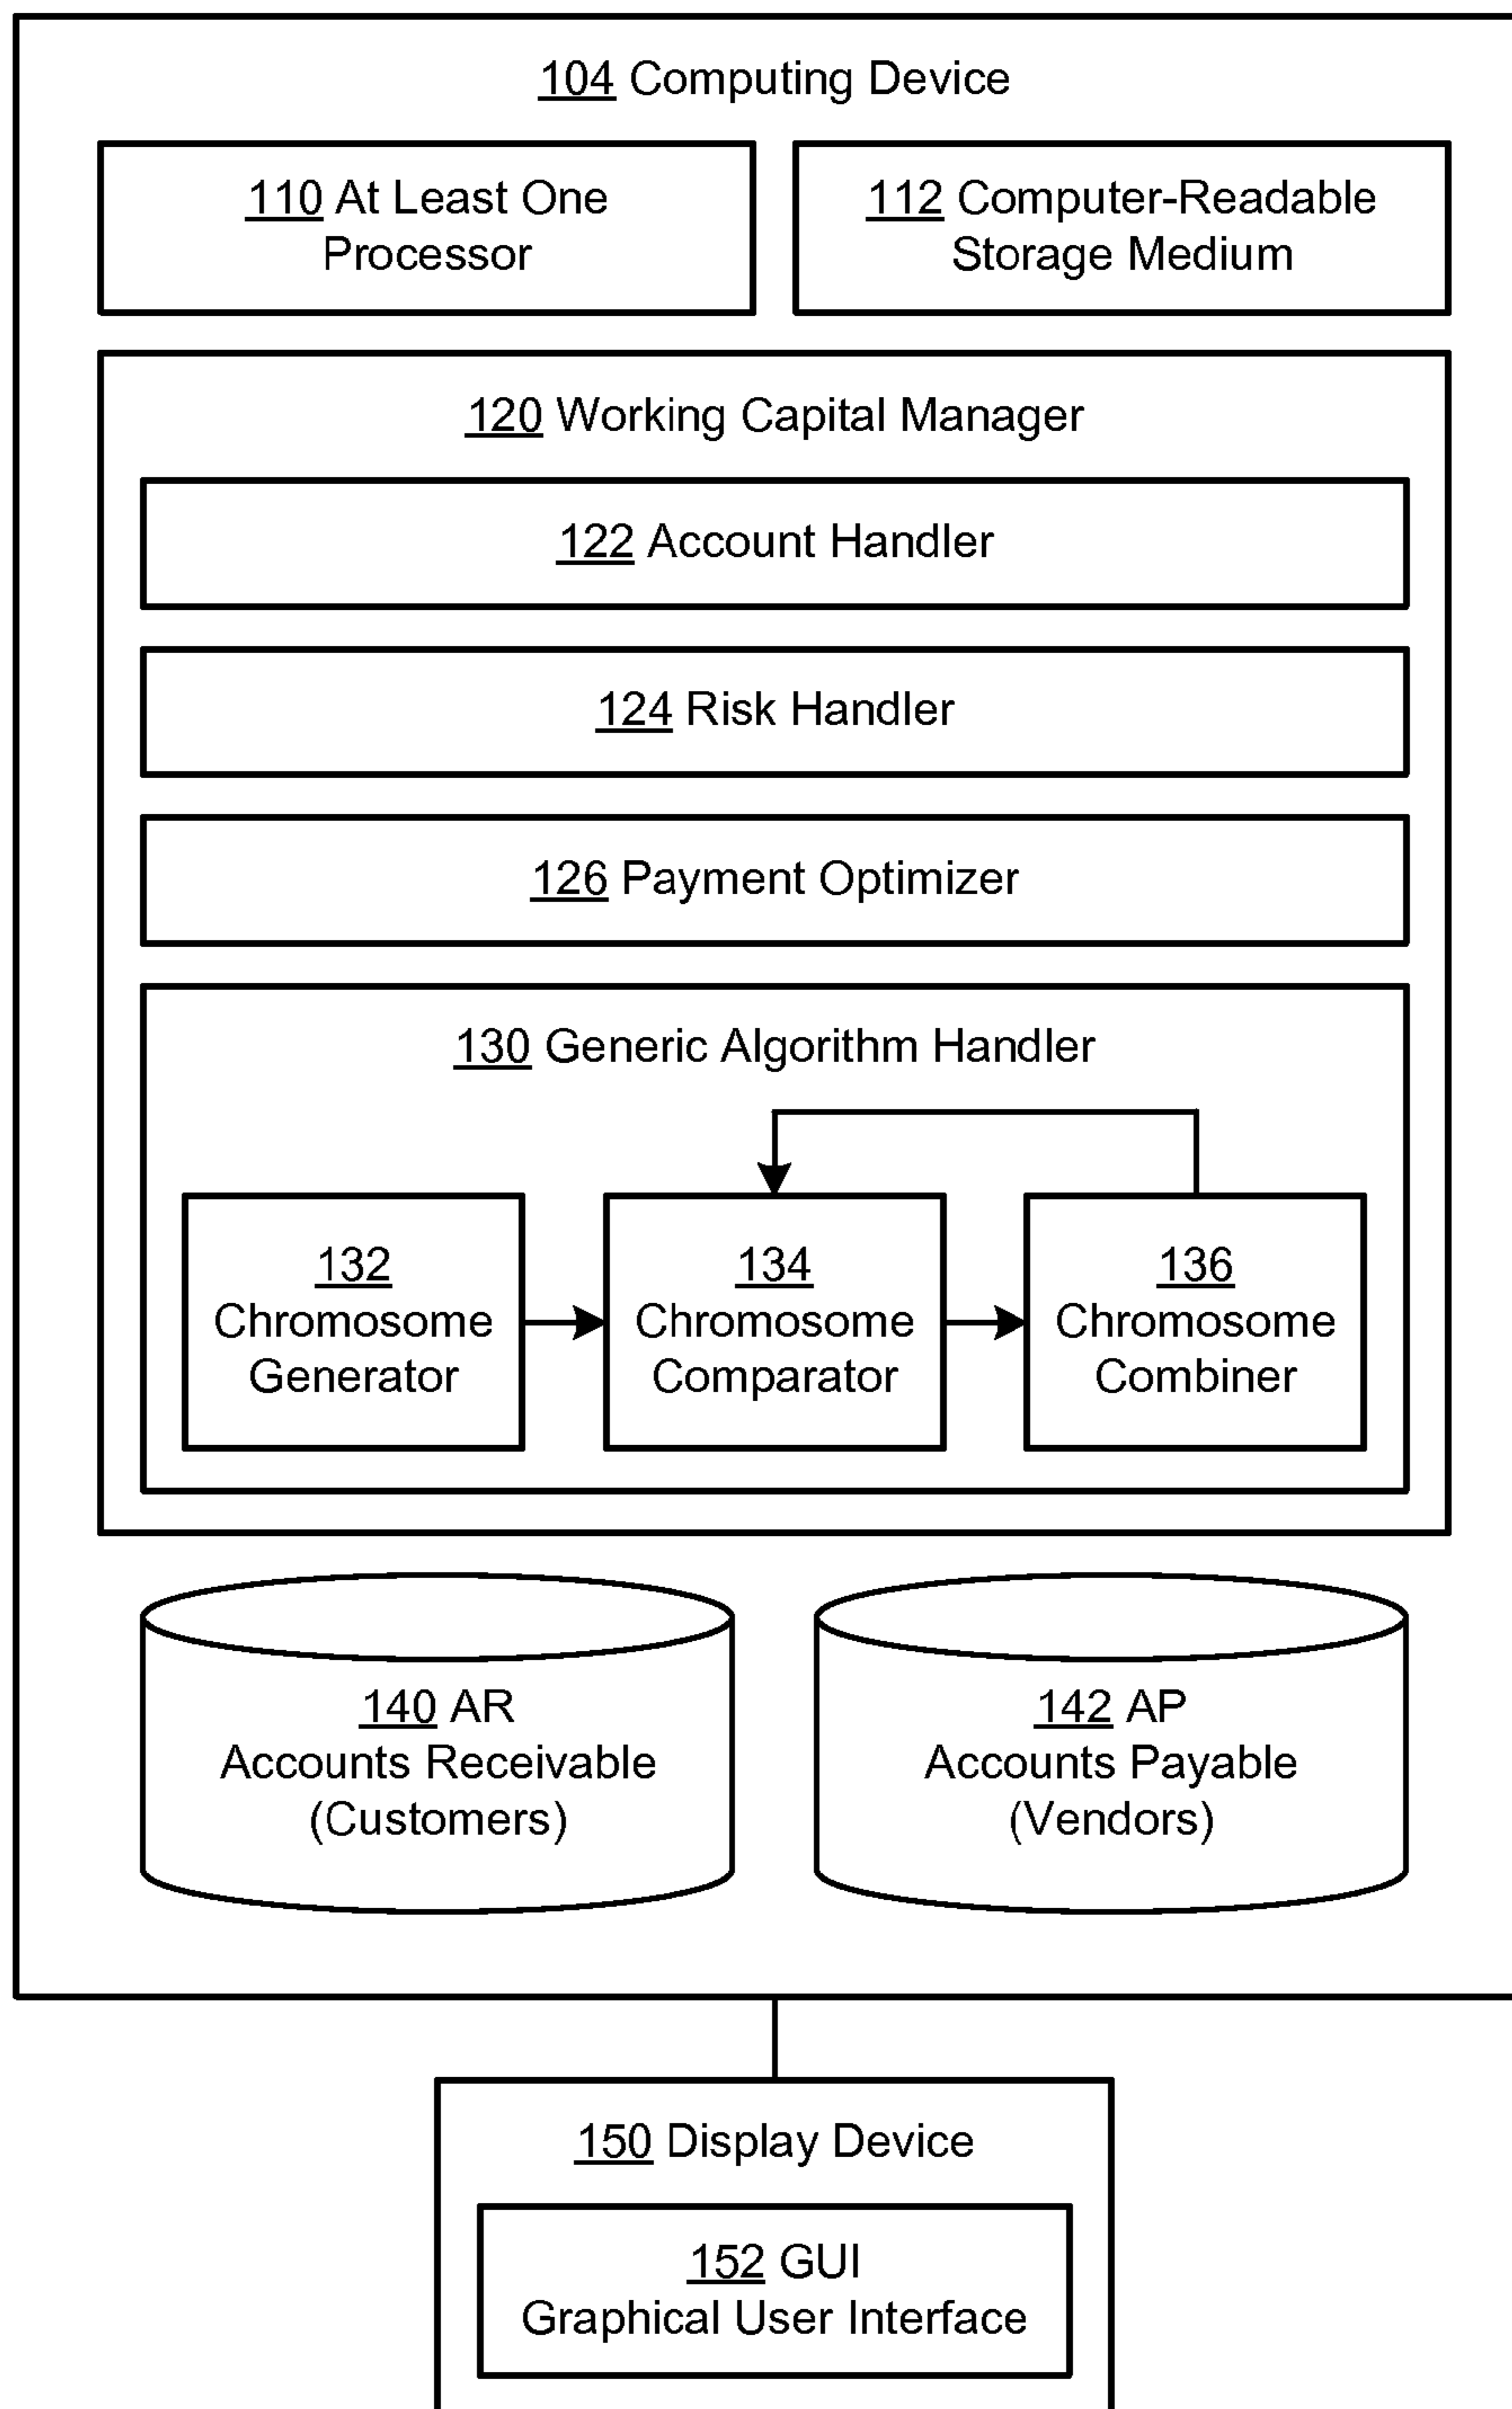 104 Computing Device
110 At Least One
Processor
112 Computer-Readable
Storage Medium
120 Working Capital Manager
122 Account Handler
124 Risk Handler
126 Payment Optimizer
130 Generic Algorithm Handler
132
Chromosome
Generator
134
Chromosome
Comparator
136
Chromosome
Combiner
140 AR
Accounts Receivable
(Customers)
142 AP
Accounts Payable
(Vendors)
150 Display Device
152 GUI
Graphical User Interface